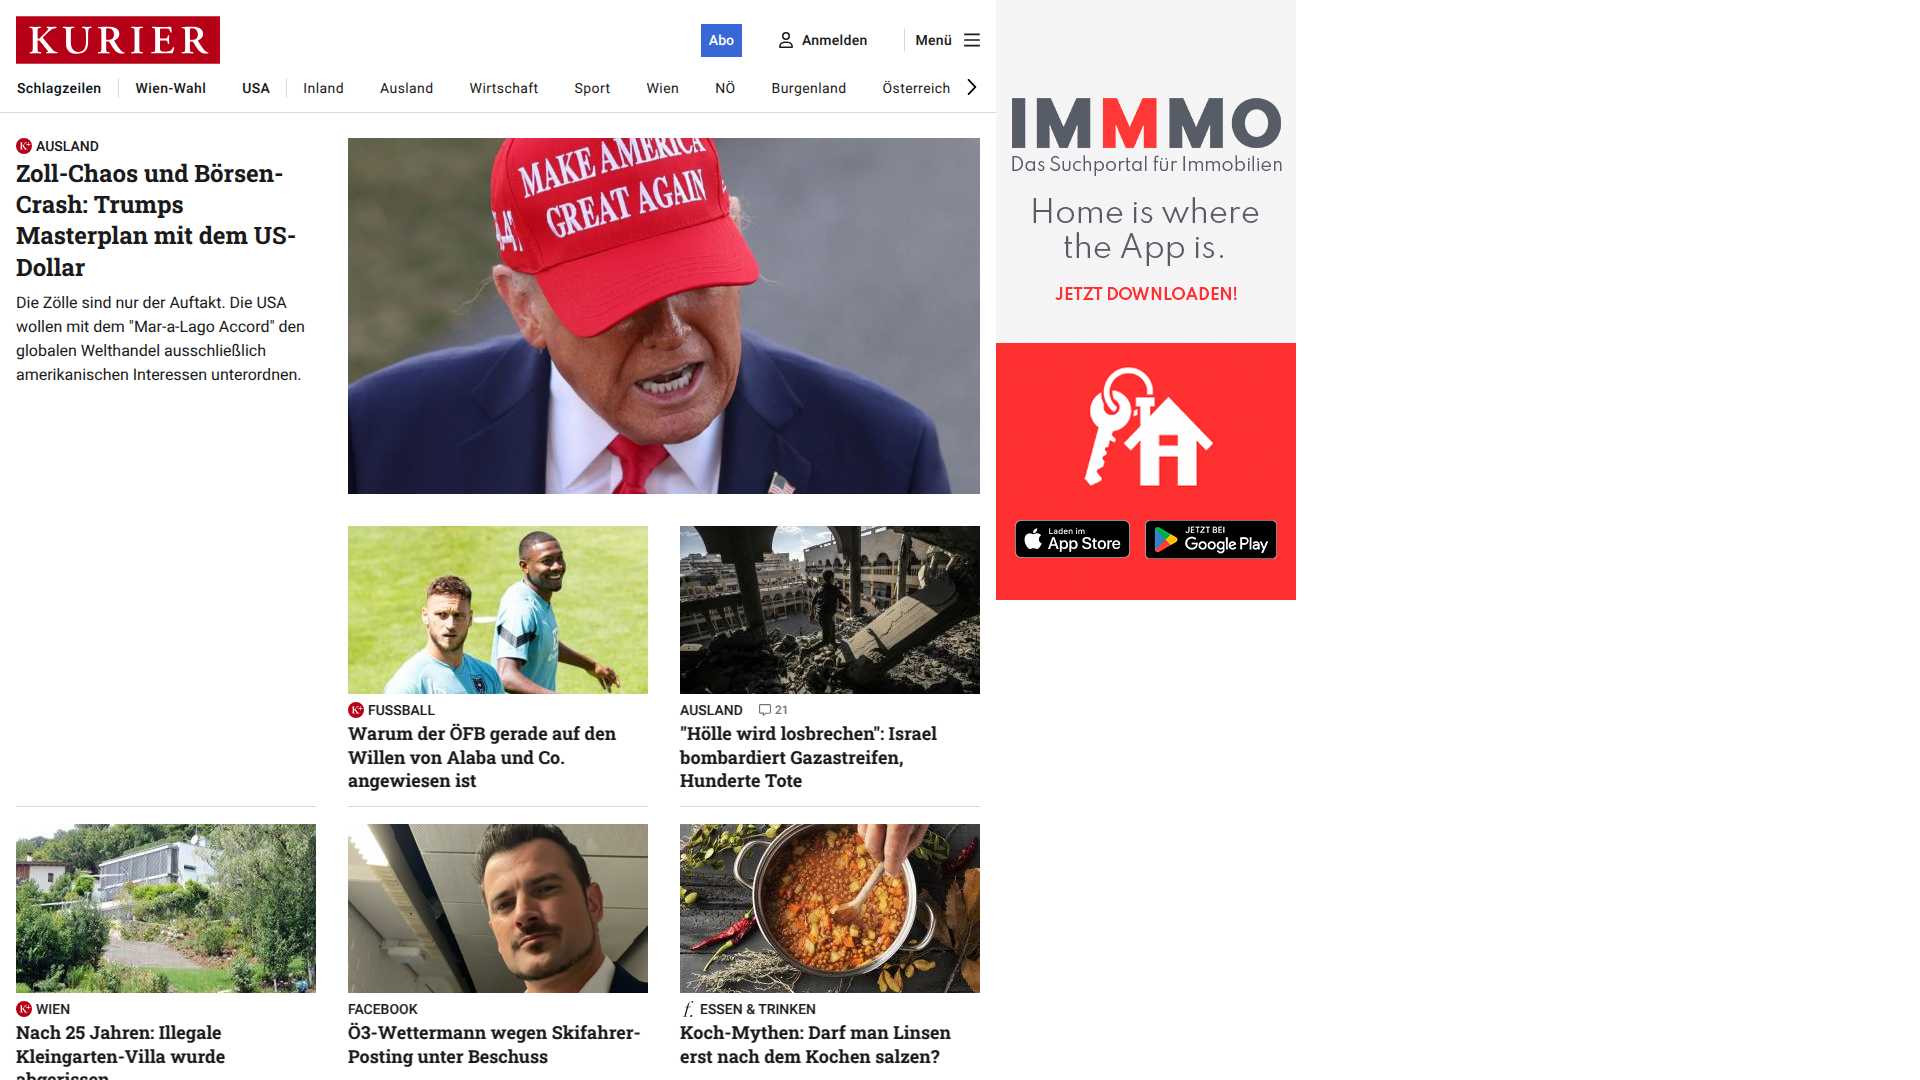 KURIER
Abo
Anmelden
Menü
Schlagzeilen
Wien-Wahl
USA
Inland
Ausland
Wirtschaft
Sport
Wien
NÖ
Burgenland
Österreich
AUSLAND
Zoll-Chaos und Börsen-
Crash: Trumps
Masterplan mit dem US-
Dollar
Die Zölle sind nur der Auftakt. Die USA
wollen mit dem "Mar-a-Lago Accord" den
globalen Welthandel ausschließlich
amerikanischen Interessen unterordnen.
MAKE AMERICA
GREAT AGAIN
FUSSBALL
Warum der ÖFB gerade auf den
Willen von Alaba und Co.
angewiesen ist
AUSLAND
21
"Hölle wird losbrechen": Israel
bombardiert Gazastreifen,
Hunderte Tote
WIEN
Nach 25 Jahren: Illegale
Kleingarten-Villa wurde
abgerissen
FACEBOOK
Ö3-Wettermann wegen Skifahrer-
Posting unter Beschuss
f.
ESSEN & TRINKEN
Koch-Mythen: Darf man Linsen
erst nach dem Kochen salzen?
IMMMO
Das Suchportal für Immobilien
Home is where
the App is.
JETZT DOWNLOADEN!
Laden im
App Store
JETZT BEI
Google Play